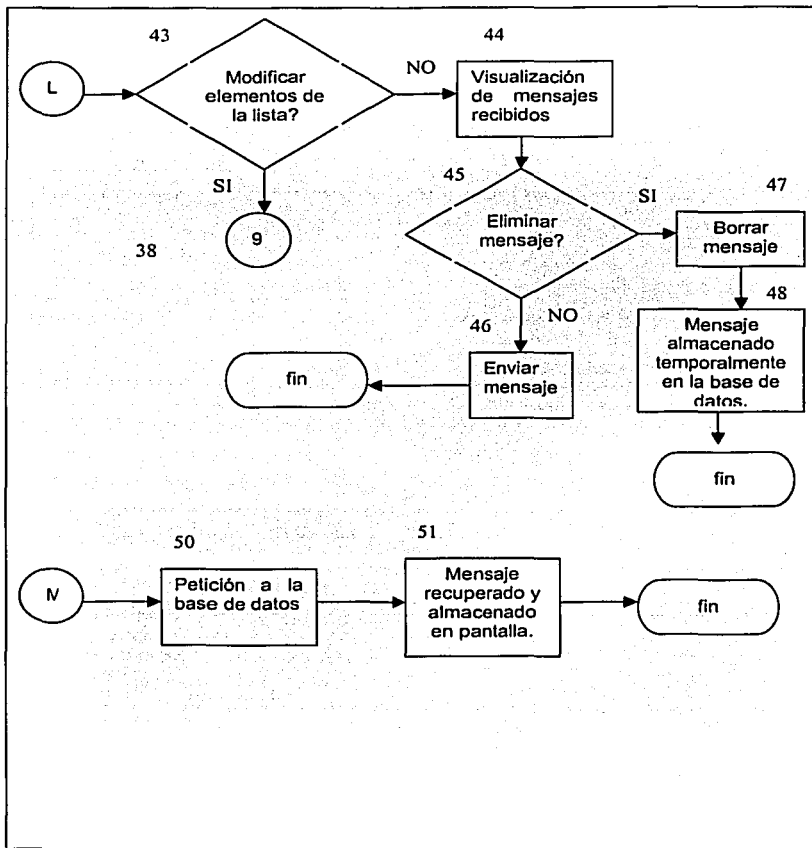 43
44
L
Modificar
elementos de
la lista?
NO
Visualización
de mensajes
recibidos
SI
9
38
45
Eliminar
mensaje?
SI
47
Borrar
mensaje
NO
46
Enviar
mensaje
fin
48
Mensaje
almacenado
temporalmente
en la base de
datos.
fin
50
51
Petición a la
base de datos
Mensaje
recuperado y
almacenado
en pantalla.
fin